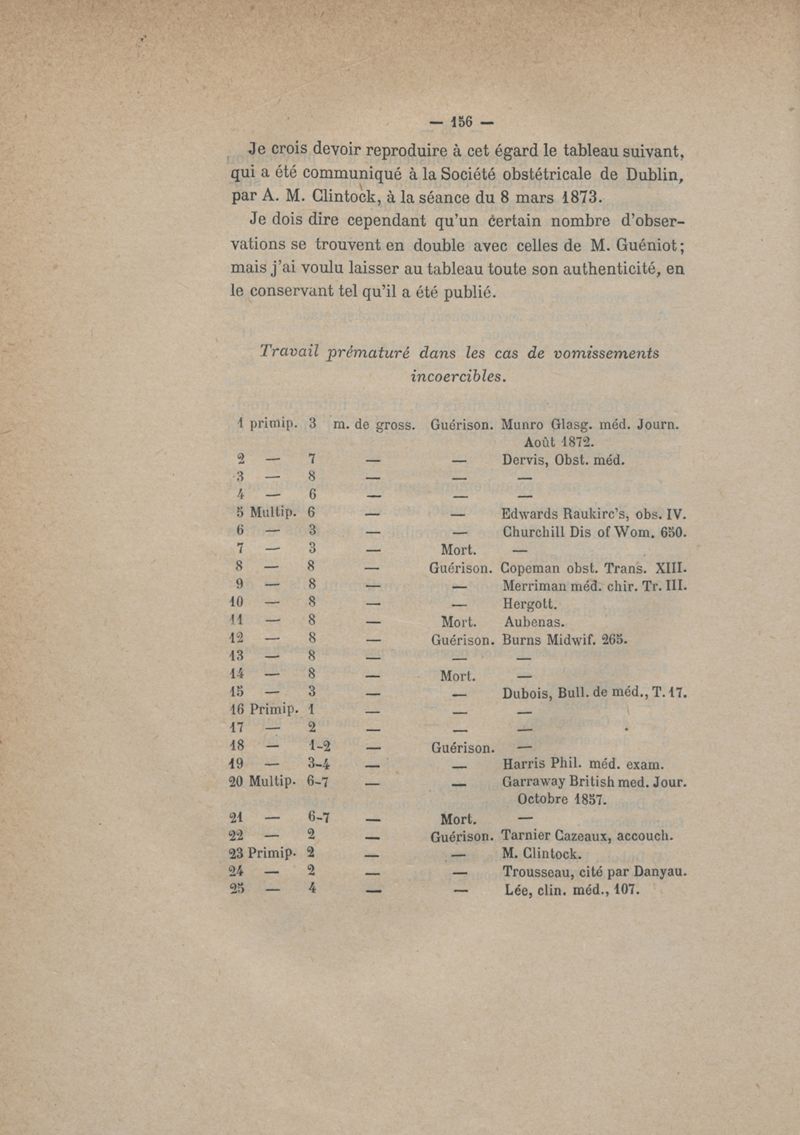 — 156 —
Je crois devoir reproduire à cet égard le tableau suivant,
qui a été communiqué à la Société obstétricale de Dublin,
par A. M. Clintock, à la séance du 8 mars 1873.
Je dois dire cependant qu'un certain nombre d'obser-
vations se trouvent en double avec celles de M. Guéniot;
mais j'ai voulu laisser au tableau toute son authenticité, en
le conservant tel qu'il a été publié.
Travail prématuré dans les cas de vomissements
incoercibles.
1 primip. 3 m. de gross. Guérison. Munro Glasg. méd. Journ.
Août 1872.
2 — 7 — — Dervis, Obst. méd.
3 — 8 — — —
4 — 6 — — —
5 Multip. 6 — — Edwards Raukirc's, obs. IV.
6 — 3 — — Churchill Dis of Wom. 650.
7 — 3 — Mort. —
8 — 8 — Guérison. Copeman obst. Trans. XIII.
9 — 8 — — Merriman méd. chir. Tr. III.
10 — 8 — — Hergott.
11 — 8 — Mort. Aubenas.
12 — 8 — Guérison. Burns Midwif. 265.
13 — 8 — — —
14 — 8 — Mort. —
15 — 3 — — Dubois, Bull. de méd., T. 17.
16 Primip. 1 — — —
17 — 2 — — —
18 — 1-2 — Guérison. —
19 — 3-4 — — Harris Phil. méd. exam.
20 Multip. 6-7 — — Garraway British med. Jour.
Octobre 1857.
21 — 6-7 — Mort. —
22 — 2 — Guérison. Tarnier Cazeaux, accouch.
23 Primip. 2 — — M. Clintock.
24 — 2 — — Trousseau, cité par Danyau.
25 — 4 — — Lée, clin. méd., 107.